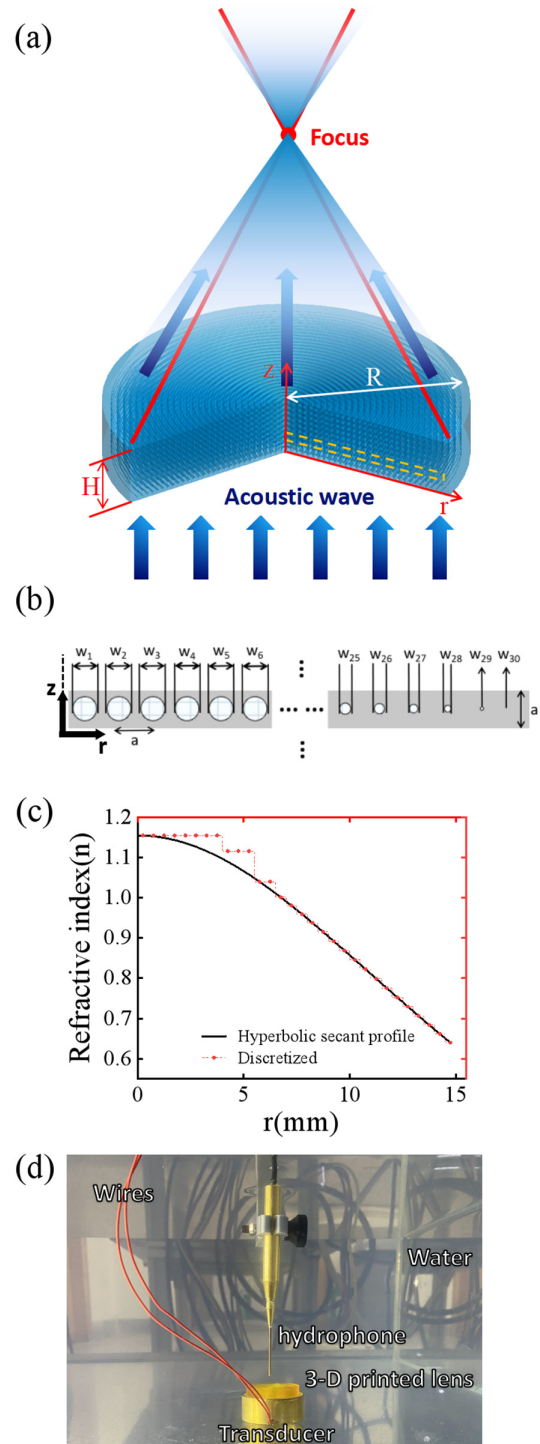 (a)
Focus
z
R
H
Acoustic wave
r
(b)
w1 w2 w3 w4 w5 w6 w25 w26 w27 w28 w29 w30
z
r
a
a
(c)
Refractive index(n)
1.2
1.1
1.0
0.9
0.8
0.7
0.6
Hyperbolic secant profile
Discretized
0 5 10 15
r(mm)
(d)
Wires
Water
hydrophone
3-D printed lens
Transducer